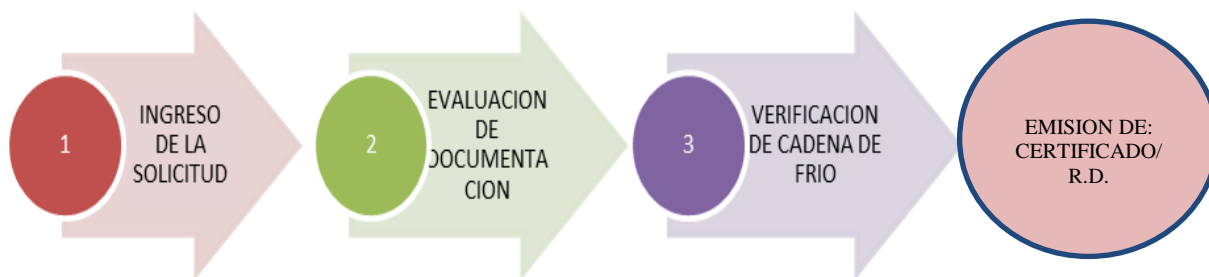 1
INGRESO
DE LA
SOLICITUD
2
EVALUACION
DE
DOCUMENTA
CION
3
VERIFICACION
DE CADENA DE
FRIO
EMISION DE:
CERTIFICADO/
R.D.